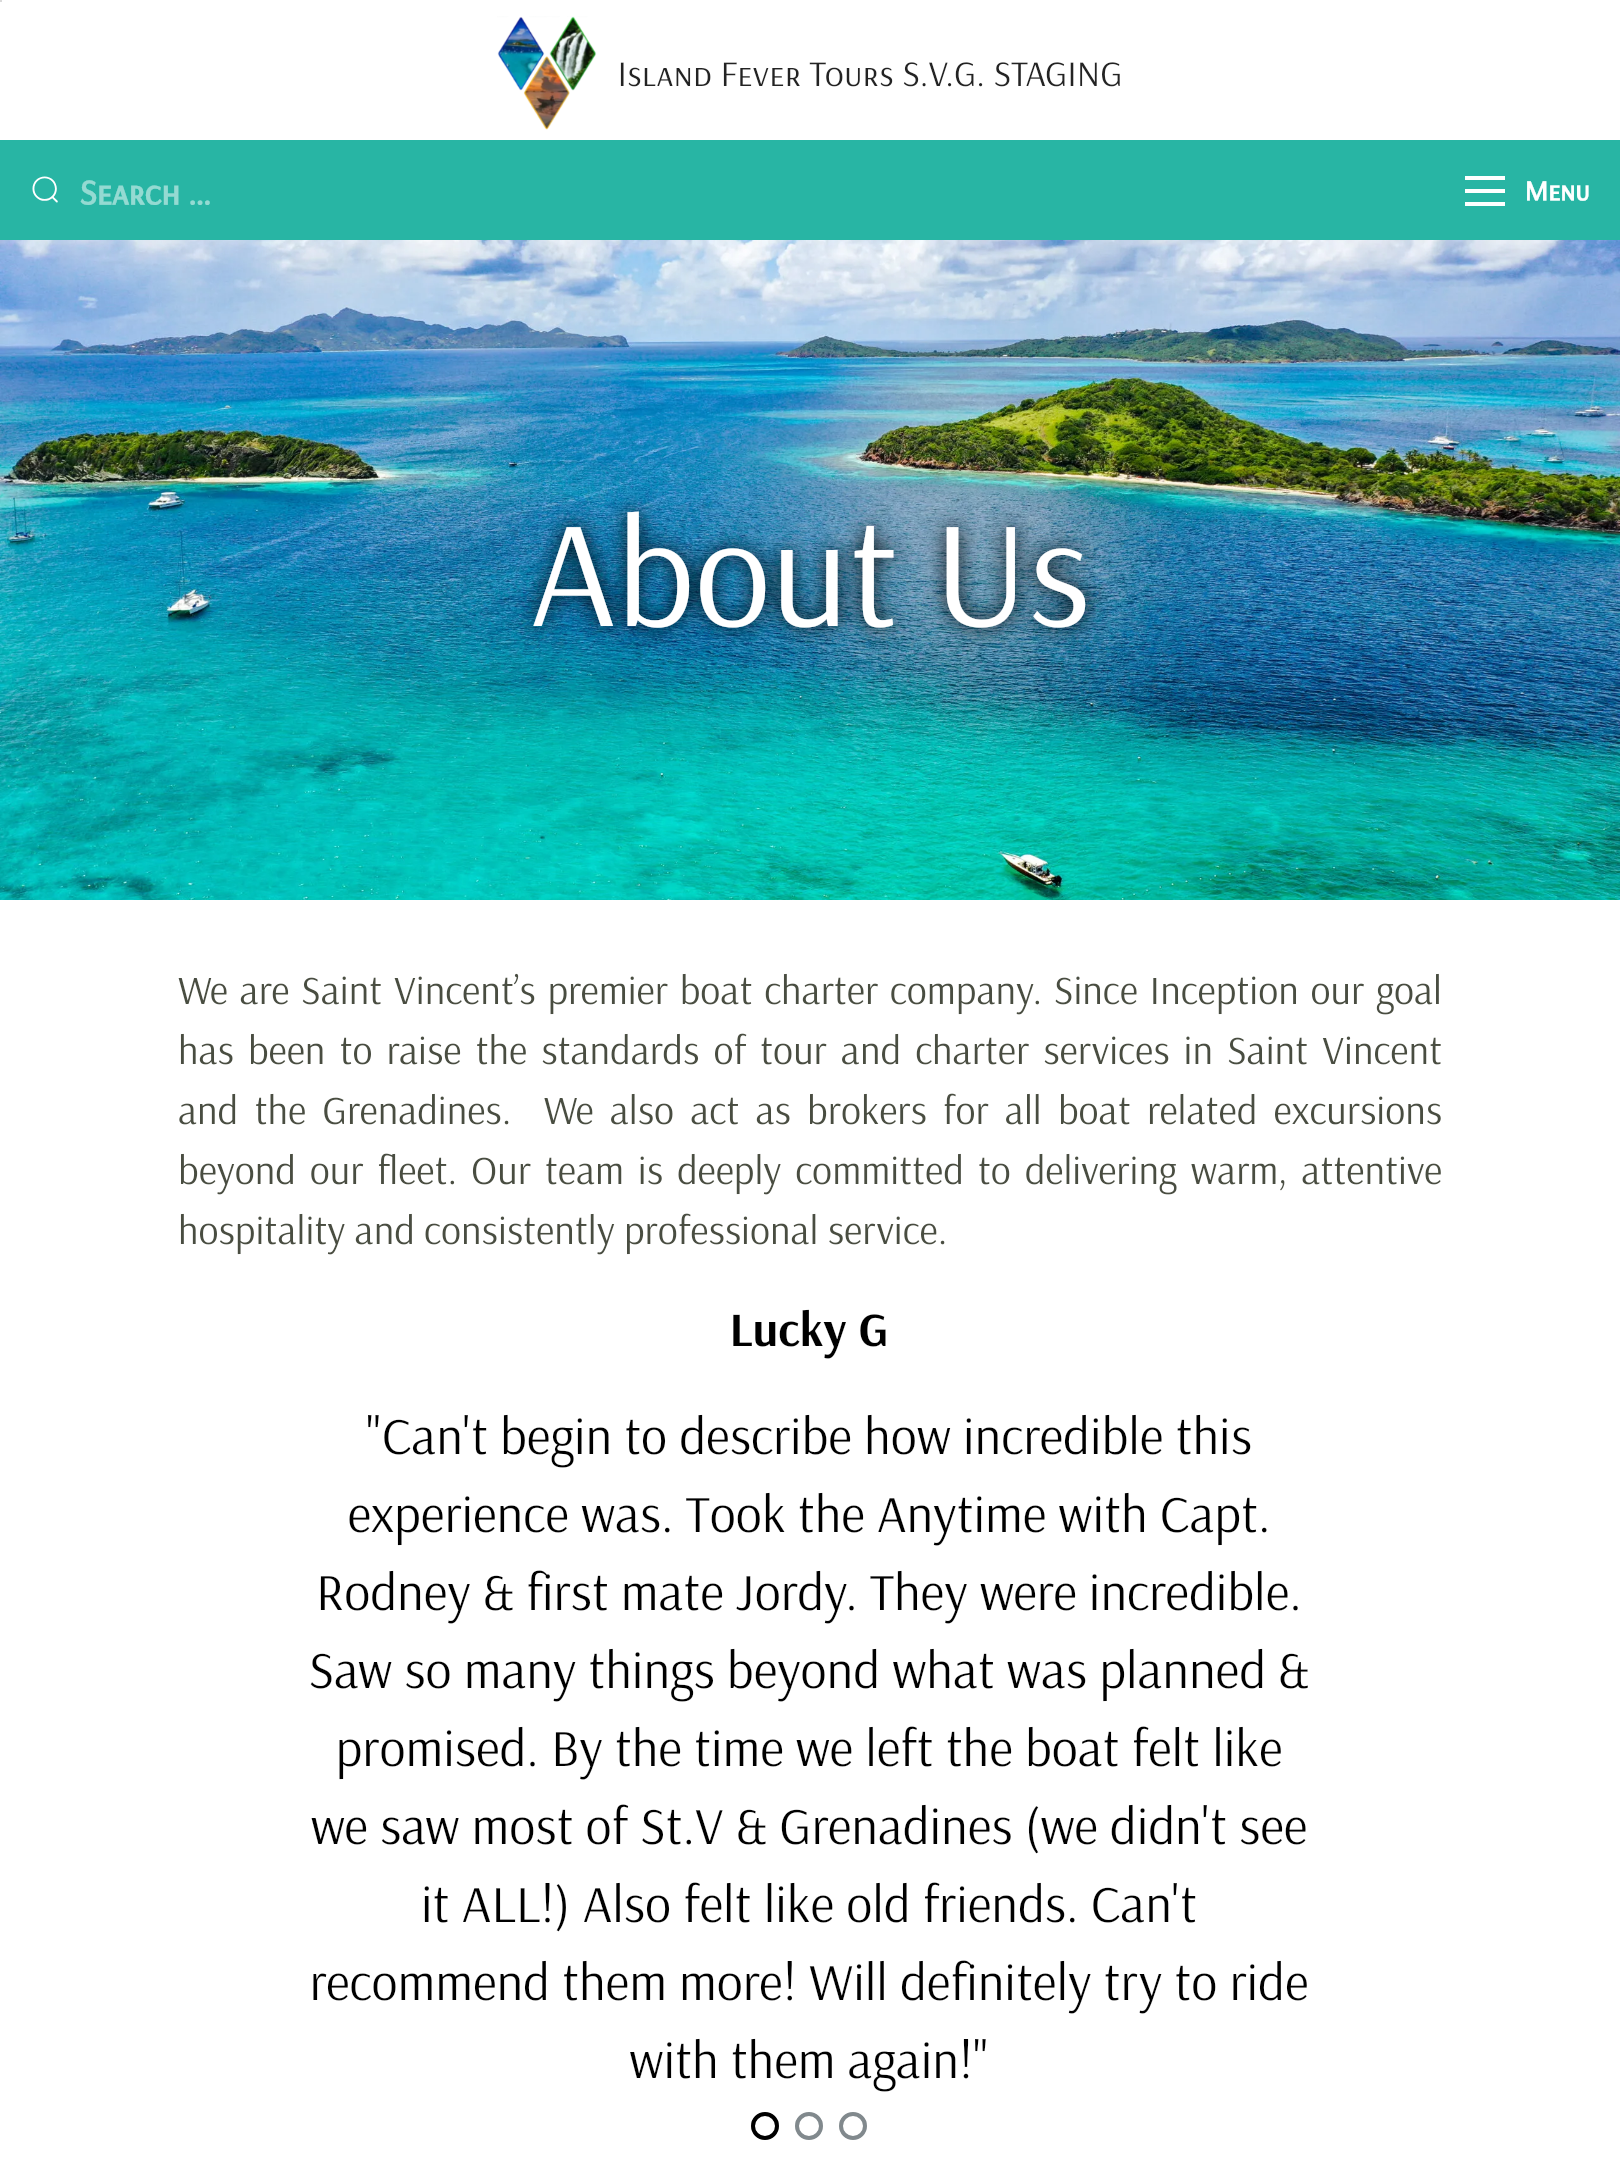 Island Fever Tours S.V.G. STAGING
Search ...
Menu
About Us
We are Saint Vincent’s premier boat charter company. Since Inception our goal
has been to raise the standards of tour and charter services in Saint Vincent
and the Grenadines.  We also act as brokers for all boat related excursions
beyond our fleet. Our team is deeply committed to delivering warm, attentive
hospitality and consistently professional service.
Lucky G
"Can't begin to describe how incredible this
experience was. Took the Anytime with Capt.
Rodney & first mate Jordy. They were incredible.
Saw so many things beyond what was planned &
promised. By the time we left the boat felt like
we saw most of St.V & Grenadines (we didn't see
it ALL!) Also felt like old friends. Can't
recommend them more! Will definitely try to ride
with them again!"